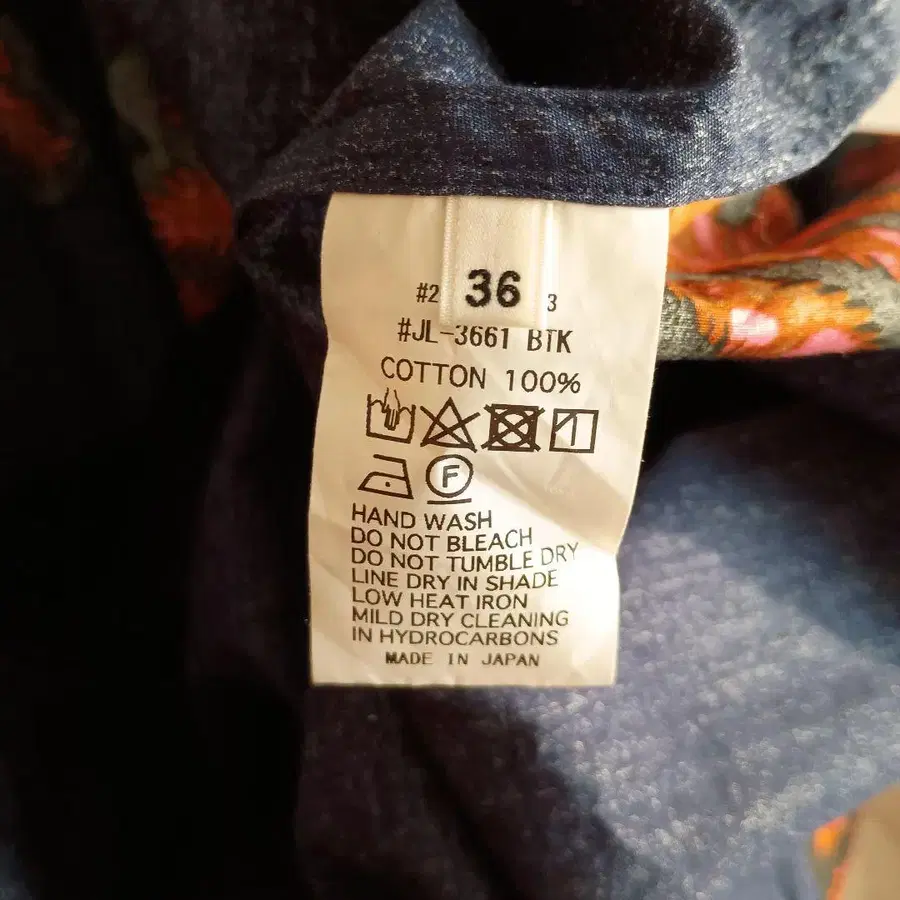 36
#2 3
#JL-3661 BTK
COTTON 100%
F
HAND WASH
DO NOT BLEACH
DO NOT TUMBLE DRY
LINE DRY IN SHADE
LOW HEAT IRON
MILD DRY CLEANING
IN HYDROCARBONS
MADE IN JAPAN